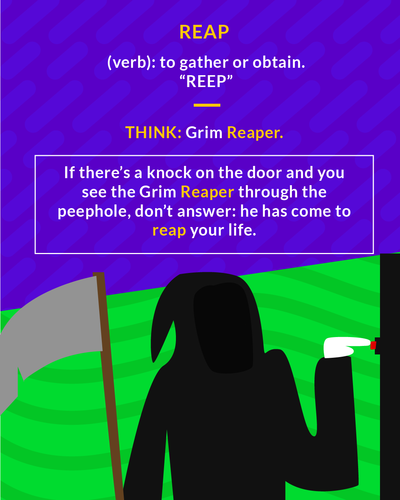 REAP
(verb): to gather or obtain.
“REEP”
THINK: Grim Reaper.
If there’s a knock on the door and you
see the Grim Reaper through the
peephole, don’t answer: he has come to
reap your life.